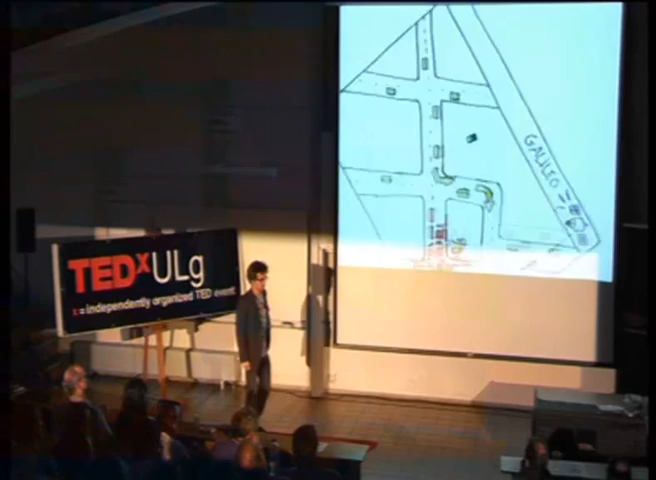 TEDxULg
x = independently organized TED event
GALILEO